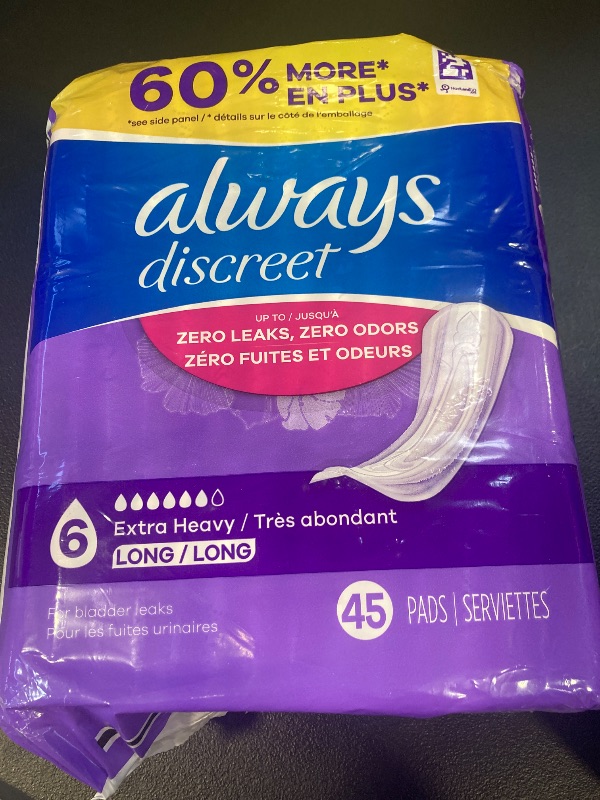 60% MORE*
EN PLUS*
*see side panel / * détails sur le côté de l'emballage
always
discreet
UP TO / JUSQU'À
ZERO LEAKS, ZERO ODORS
ZÉRO FUITES ET ODEURS
6
Extra Heavy / Très abondant
LONG / LONG
For bladder leaks
Pour les fuites urinaires
45 PADS | SERVIETTES